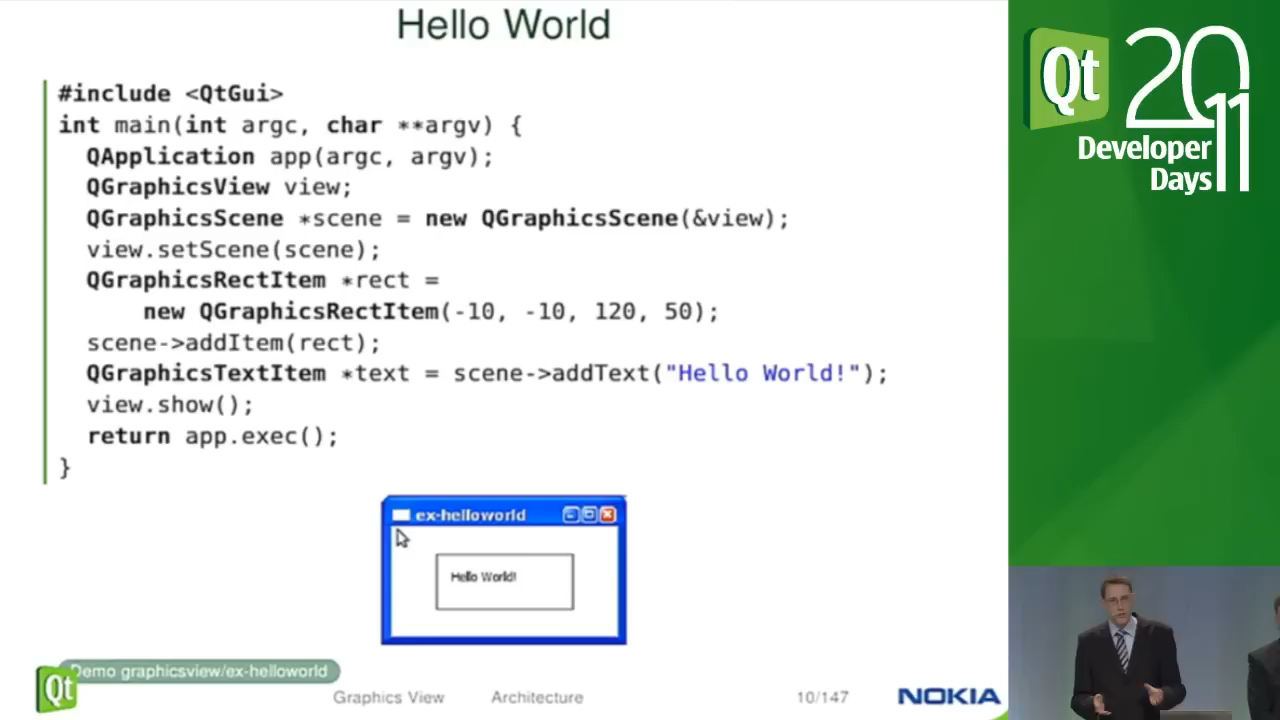 Hello World
#include <QtGui>
int main(int argc, char **argv) {
QApplication app(argc, argv);
QGraphicsView view;
QGraphicsScene *scene = new QGraphicsScene(&view);
view.setScene(scene);
QGraphicsRectItem *rect =
new QGraphicsRectItem(-10, -10, 120, 50);
scene->addItem(rect);
QGraphicsTextItem *text = scene->addText("Hello World!");
view.show();
return app.exec();
}
ex-helloworld
Hello World!
Demo graphicsview/ex-helloworld
Qt
Graphics View Architecture 10/147 NOKIA
Qt 2011
Developer
Days